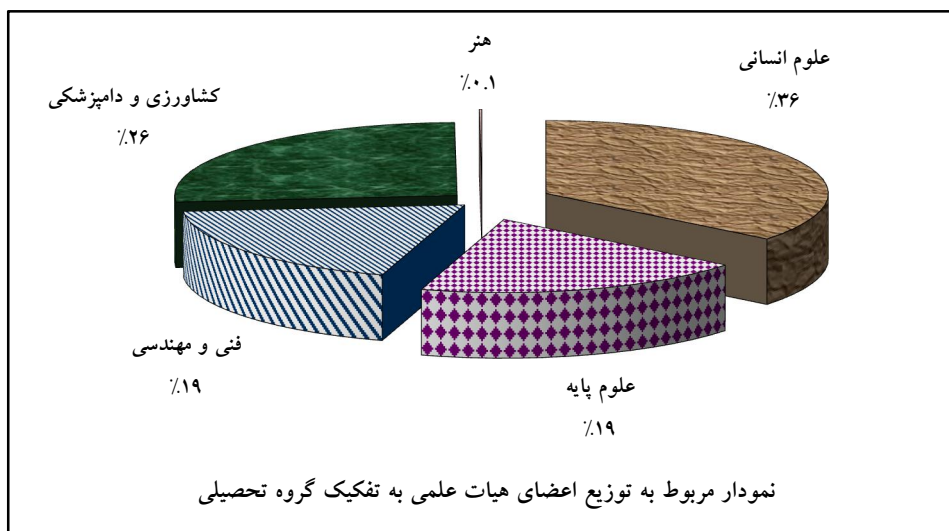 هنر
٪۰.۱
علوم انسانی
٪۳۶
کشاورزی و دامپزشکی
٪۲۶
فنی و مهندسی
٪۱۹
علوم پایه
٪۱۹
نمودار مربوط به توزیع اعضای هیات علمی به تفکیک گروه تحصیلی